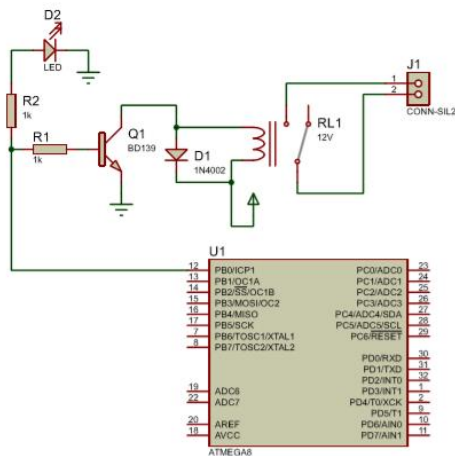 D2
LED
R2
1k
R1
1k
Q1
BD139
D1
1N4002
RL1
12V
J1
1
2
CONN-SIL2
U1
12 PB0/ICP1 PC0/ADC0 23
13 PB1/OC1A PC1/ADC1 24
14 PB2/SS/OC1B PC2/ADC2 25
15 PB3/MOSI/OC2 PC3/ADC3 26
16 PB4/MISO PC4/ADC4/SDA 27
17 PB5/SCK PC5/ADC5/SCL 28
7 PB6/TOSC1/XTAL1 PC6/RESET 29
8 PB7/TOSC2/XTAL2
PD0/RXD 30
PD1/TXD 31
PD2/INT0 32
19 ADC6 PD3/INT1 1
22 ADC7 PD4/T0/XCK 2
PD5/T1 9
20 AREF PD6/AIN0 10
18 AVCC PD7/AIN1 11
ATMEGA8